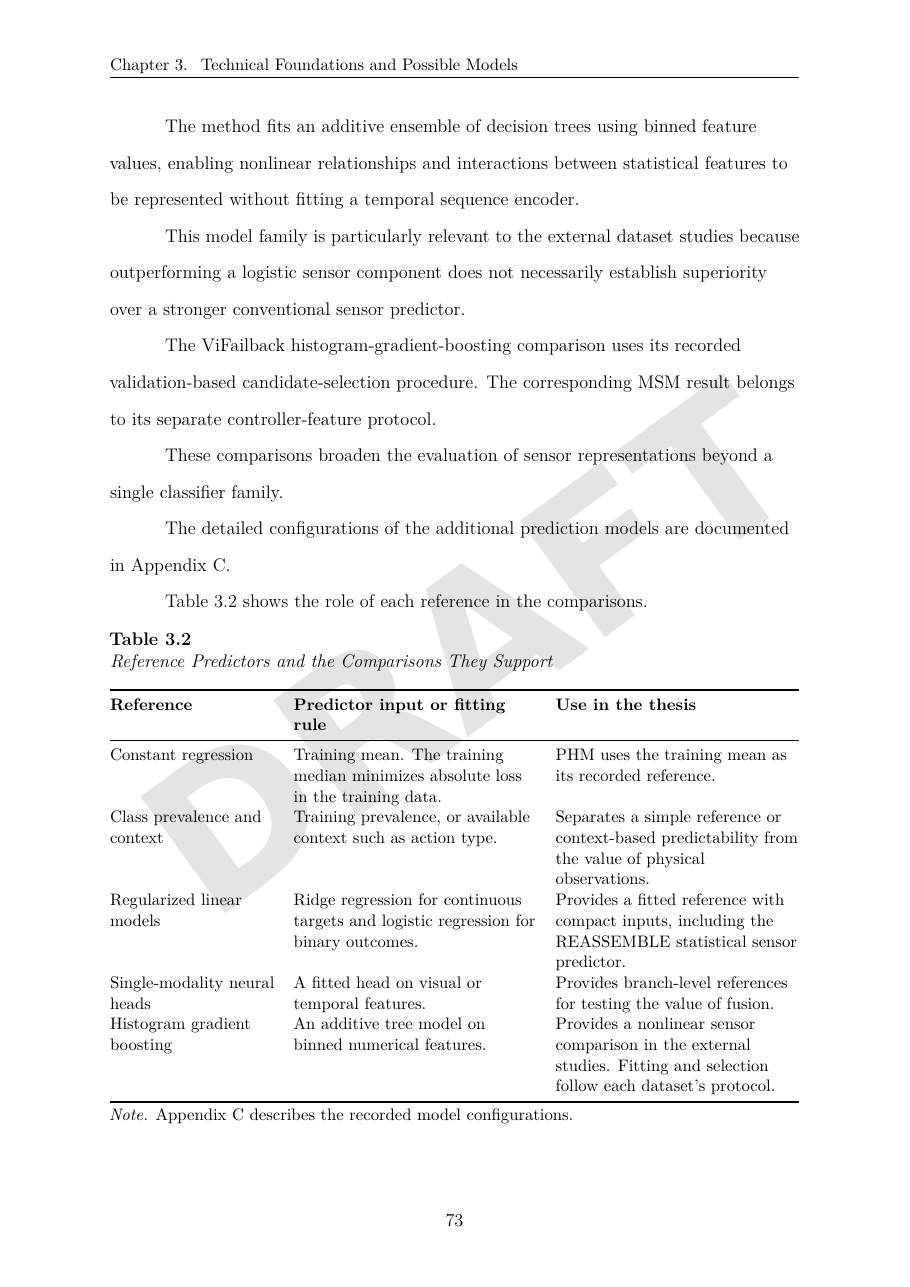 Chapter 3. Technical Foundations and Possible Models
The method fits an additive ensemble of decision trees using binned feature
values, enabling nonlinear relationships and interactions between statistical features to
be represented without fitting a temporal sequence encoder.
This model family is particularly relevant to the external dataset studies because
outperforming a logistic sensor component does not necessarily establish superiority
over a stronger conventional sensor predictor.
The ViFailback histogram-gradient-boosting comparison uses its recorded
validation-based candidate-selection procedure. The corresponding MSM result belongs
to its separate controller-feature protocol.
These comparisons broaden the evaluation of sensor representations beyond a
single classifier family.
The detailed configurations of the additional prediction models are documented
in Appendix C.
Table 3.2 shows the role of each reference in the comparisons.
Table 3.2
Reference Predictors and the Comparisons They Support
Reference
Predictor input or fitting
rule
Use in the thesis
Constant regression
Training mean. The training
median minimizes absolute loss
in the training data.
PHM uses the training mean as
its recorded reference.
Class prevalence and
context
Training prevalence, or available
context such as action type.
Separates a simple reference or
context-based predictability from
the value of physical
observations.
Regularized linear
models
Ridge regression for continuous
targets and logistic regression for
binary outcomes.
Provides a fitted reference with
compact inputs, including the
REASSEMBLE statistical sensor
predictor.
Single-modality neural
heads
A fitted head on visual or
temporal features.
Provides branch-level references
for testing the value of fusion.
Histogram gradient
boosting
An additive tree model on
binned numerical features.
Provides a nonlinear sensor
comparison in the external
studies. Fitting and selection
follow each dataset's protocol.
Note. Appendix C describes the recorded model configurations.
73
DRAFT